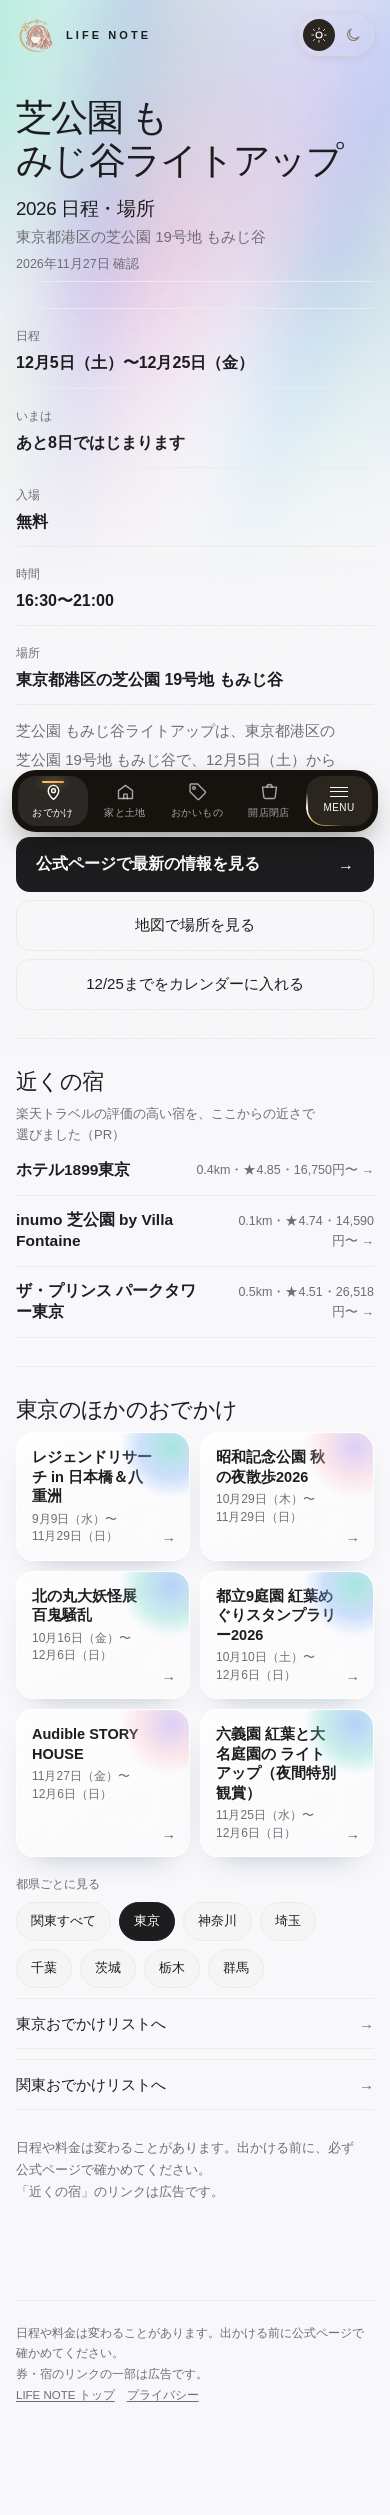 LIFE NOTE
芝公園 も
みじ谷ライトアップ
2026 日程・場所
東京都港区の芝公園 19号地 もみじ谷
2026年11月27日 確認
日程
12月5日（土）〜12月25日（金）
いまは
あと8日ではじまります
入場
無料
時間
16:30〜21:00
場所
東京都港区の芝公園 19号地 もみじ谷
芝公園 もみじ谷ライトアップは、東京都港区の
芝公園 19号地 もみじ谷で、12月5日（土）から
おでかけ
家と土地
おかいもの
開店閉店
MENU
公式ページで最新の情報を見る →
地図で場所を見る
12/25までをカレンダーに入れる
近くの宿
楽天トラベルの評価の高い宿を、ここからの近さで
選びました（PR）
ホテル1899東京 0.4km・★4.85・16,750円〜 →
inumo 芝公園 by Villa
Fontaine
0.1km・★4.74・14,590
円〜 →
ザ・プリンス パークタワ
ー東京
0.5km・★4.51・26,518
円〜 →
東京のほかのおでかけ
レジェンドリサー
チ in 日本橋＆八
重洲
9月9日（水）〜
11月29日（日）
→
昭和記念公園 秋
の夜散歩2026
10月29日（木）〜
11月29日（日）
→
北の丸大妖怪展
百鬼騒乱
10月16日（金）〜
12月6日（日）
→
都立9庭園 紅葉め
ぐりスタンプラリ
ー2026
10月10日（土）〜
12月6日（日）
→
Audible STORY
HOUSE
11月27日（金）〜
12月6日（日）
→
六義園 紅葉と大
名庭園の ライト
アップ（夜間特別
観賞）
11月25日（水）〜
12月6日（日）
→
都県ごとに見る
関東すべて
東京
神奈川
埼玉
千葉
茨城
栃木
群馬
東京おでかけリストへ →
関東おでかけリストへ →
日程や料金は変わることがあります。出かける前に、必ず
公式ページで確かめてください。
「近くの宿」のリンクは広告です。
日程や料金は変わることがあります。出かける前に公式ページで
確かめてください。
券・宿のリンクの一部は広告です。
LIFE NOTE トップ プライバシー